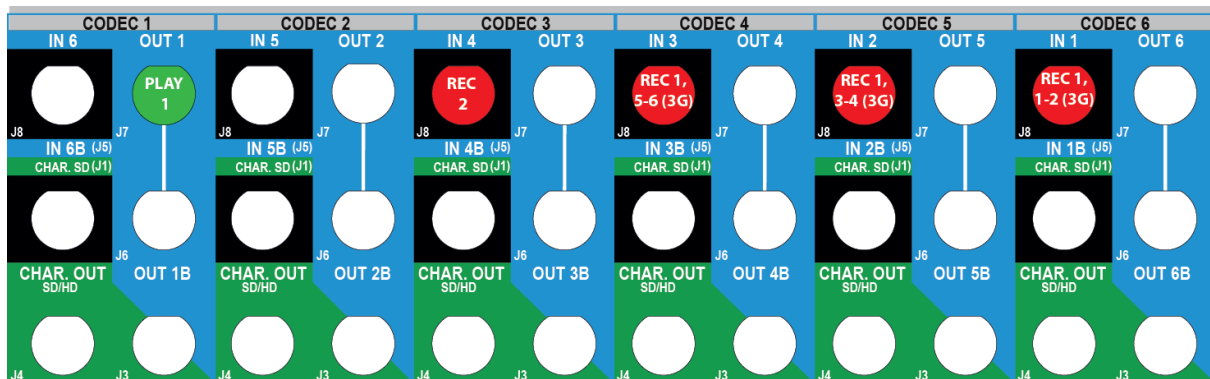 CODEC 1 CODEC 2 CODEC 3 CODEC 4 CODEC 5 CODEC 6
IN 6 OUT 1 IN 5 OUT 2 IN 4 OUT 3 IN 3 OUT 4 IN 2 OUT 5 IN 1 OUT 6
PLAY REC REC 1, REC 1, REC 1,
1 2 5-6 (3G) 3-4 (3G) 1-2 (3G)
J8 J7 J8 J7 J8 J7 J8 J7 J8 J7 J8 J7
IN 6B (J5) IN 5B (J5) IN 4B (J5) IN 3B (J5) IN 2B (J5) IN 1B (J5)
CHAR. SD (J1) CHAR. SD (J1) CHAR. SD (J1) CHAR. SD (J1) CHAR. SD (J1) CHAR. SD (J1)
J6 J6 J6 J6 J6 J6
CHAR. OUT OUT 1B CHAR. OUT OUT 2B CHAR. OUT OUT 3B CHAR. OUT OUT 4B CHAR. OUT OUT 5B CHAR. OUT OUT 6B
SD/HD SD/HD SD/HD SD/HD SD/HD SD/HD
J4 J3 J4 J3 J4 J3 J4 J3 J4 J3 J4 J3